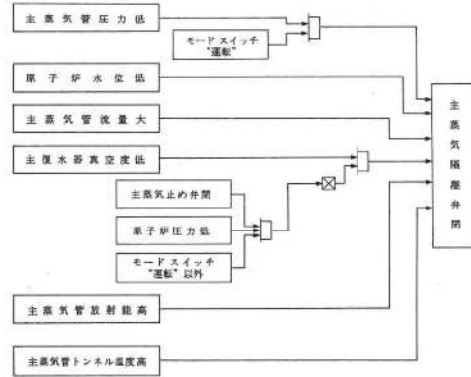 主蒸気管圧力低
モードスイッチ
"運転"
原子炉水位低
主蒸気管流量大
主復水器真空度低
主蒸気止め弁閉
原子炉圧力低
モードスイッチ
"運転"以外
主蒸気管放射能高
主蒸気管トンネル温度高
主蒸気隔離弁閉